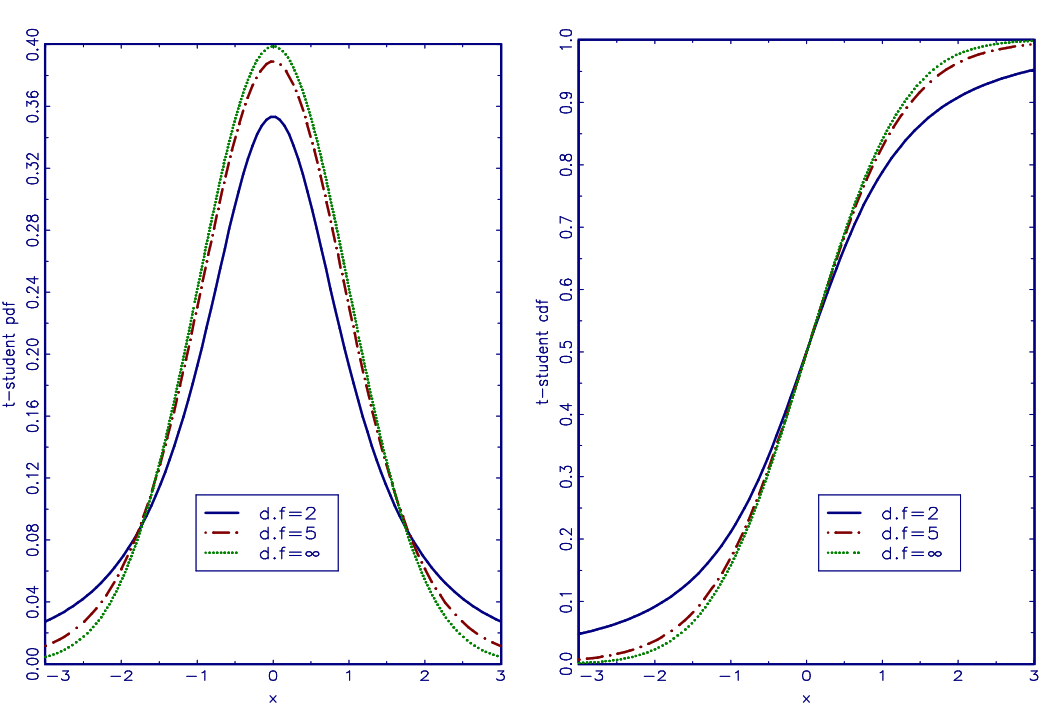 t-student pdf
0.40
0.36
0.32
0.28
0.24
0.20
0.16
0.12
0.08
0.04
0.00
d.f=2
d.f=5
d.f=∞
-3 -2 -1 0 1 2 3
x
t-student cdf
1.0
0.9
0.8
0.7
0.6
0.5
0.4
0.3
0.2
0.1
0.0
d.f=2
d.f=5
d.f=∞
-3 -2 -1 0 1 2 3
x